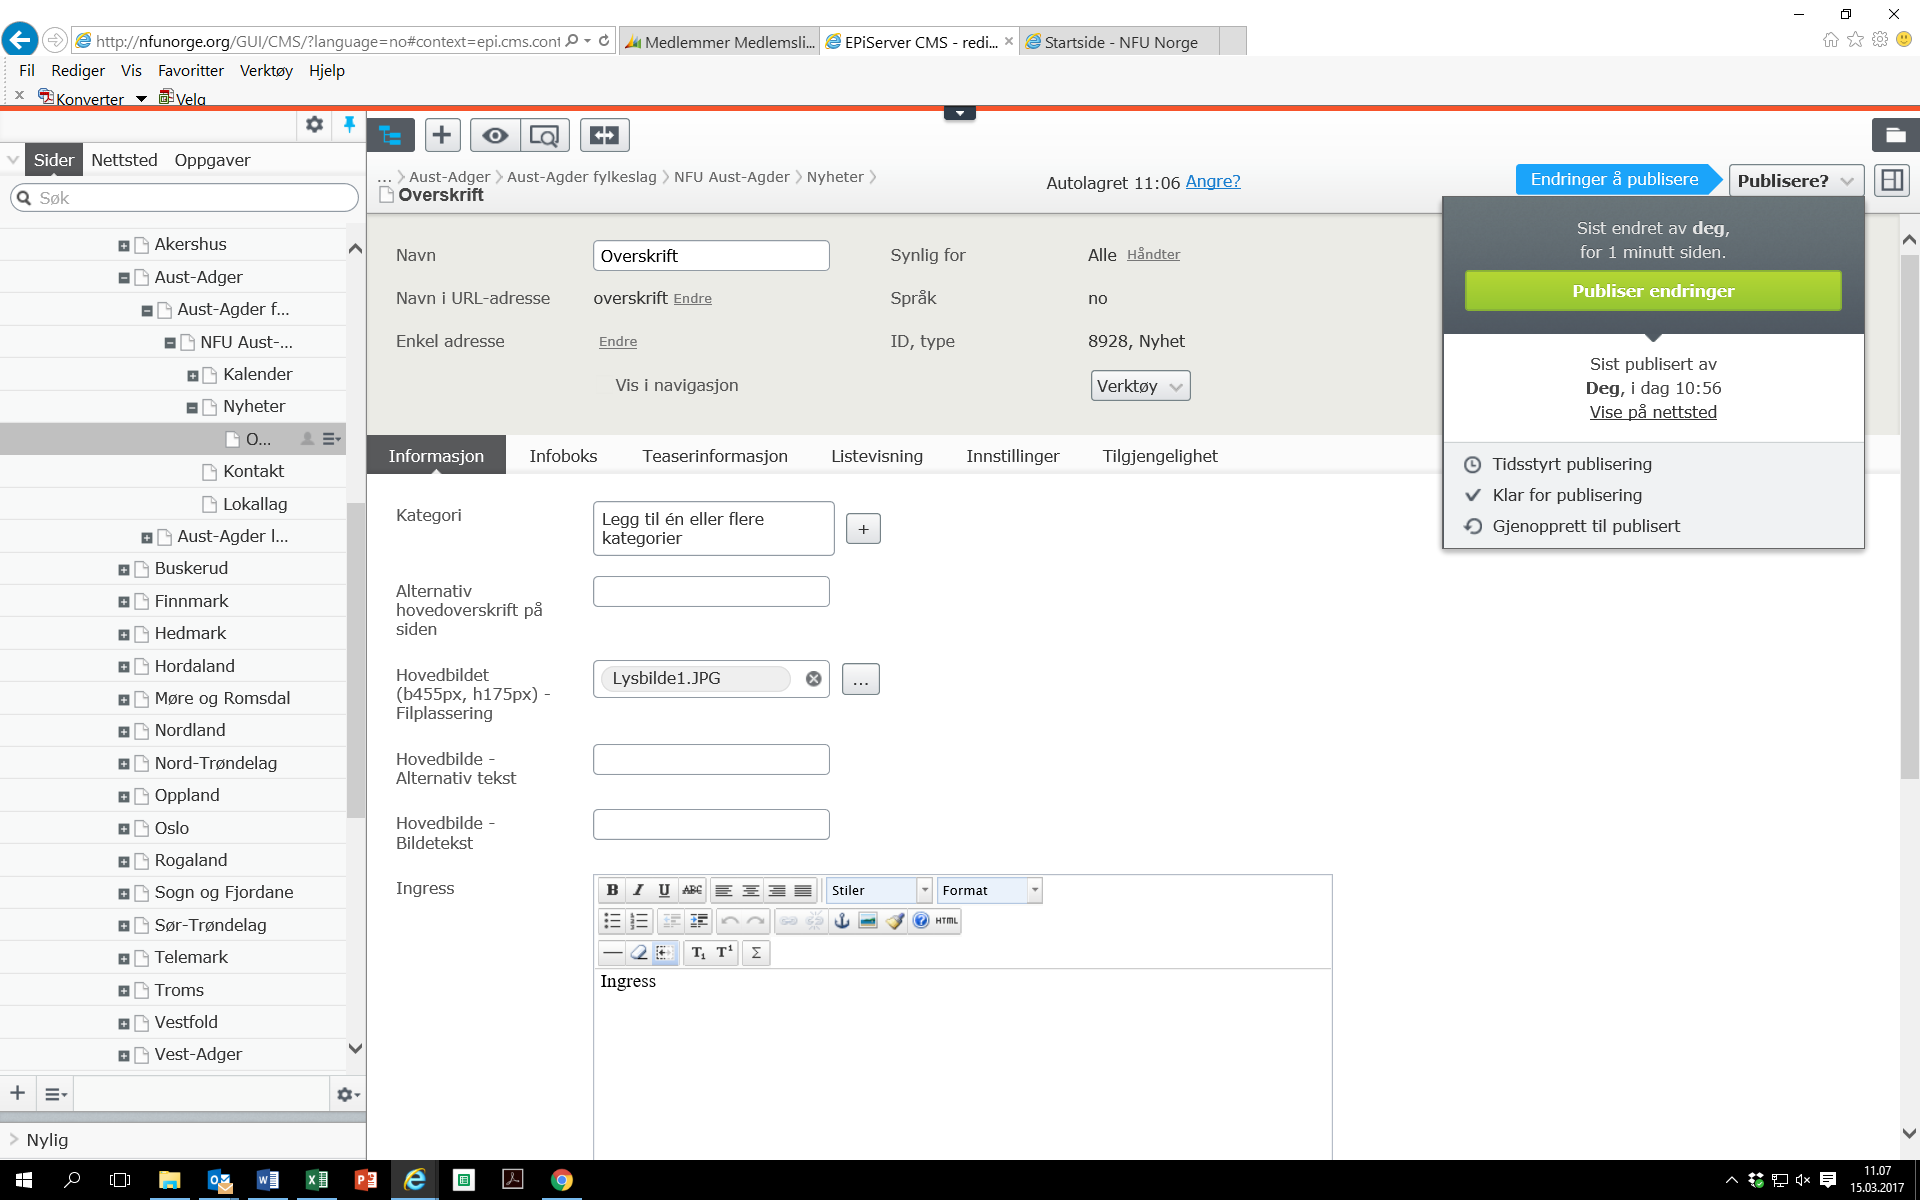 http://nfunorge.org/GUI/CMS/?language=no#context=epi.cms.cont
Medlemmer Medlemsli...
EPiServer CMS - redi...
Startside - NFU Norge
Fil Rediger Vis Favoritter Verktøy Hjelp
Konverter Velg
Sider Nettsted Oppgaver
Søk
Akershus
Aust-Adger
Aust-Agder f...
NFU Aust-...
Kalender
Nyheter
O...
Kontakt
Lokallag
Aust-Agder l...
Buskerud
Finnmark
Hedmark
Hordaland
Møre og Romsdal
Nordland
Nord-Trøndelag
Oppland
Oslo
Rogaland
Sogn og Fjordane
Sør-Trøndelag
Telemark
Troms
Vestfold
Vest-Adger
Nylig
... Aust-Adger Aust-Agder fylkeslag NFU Aust-Agder Nyheter
Overskrift
Autolagret 11:06 Angre?
Endringer å publisere
Publisere?
Navn Overskrift Synlig for Alle Håndter
Navn i URL-adresse overskrift Endre Språk no
Enkel adresse Endre ID, type 8928, Nyhet
Vis i navigasjon Verktøy
Sist endret av deg,
for 1 minutt siden.
Publiser endringer
Sist publisert av
Deg, i dag 10:56
Vise på nettsted
Tidsstyrt publisering
Klar for publisering
Gjenopprett til publisert
Informasjon Infoboks Teaserinformasjon Listevisning Innstillinger Tilgjengelighet
Kategori
Legg til én eller flere
kategorier
+
Alternativ
hovedoverskrift på
siden
Hovedbildet
(b455px, h175px) -
Filplassering
Lysbilde1.JPG
...
Hovedbilde -
Alternativ tekst
Hovedbilde -
Bildetekst
Ingress
B I U ABC Stiler Format
HTML
T₁ T¹ Σ
Ingress
11.07
15.03.2017